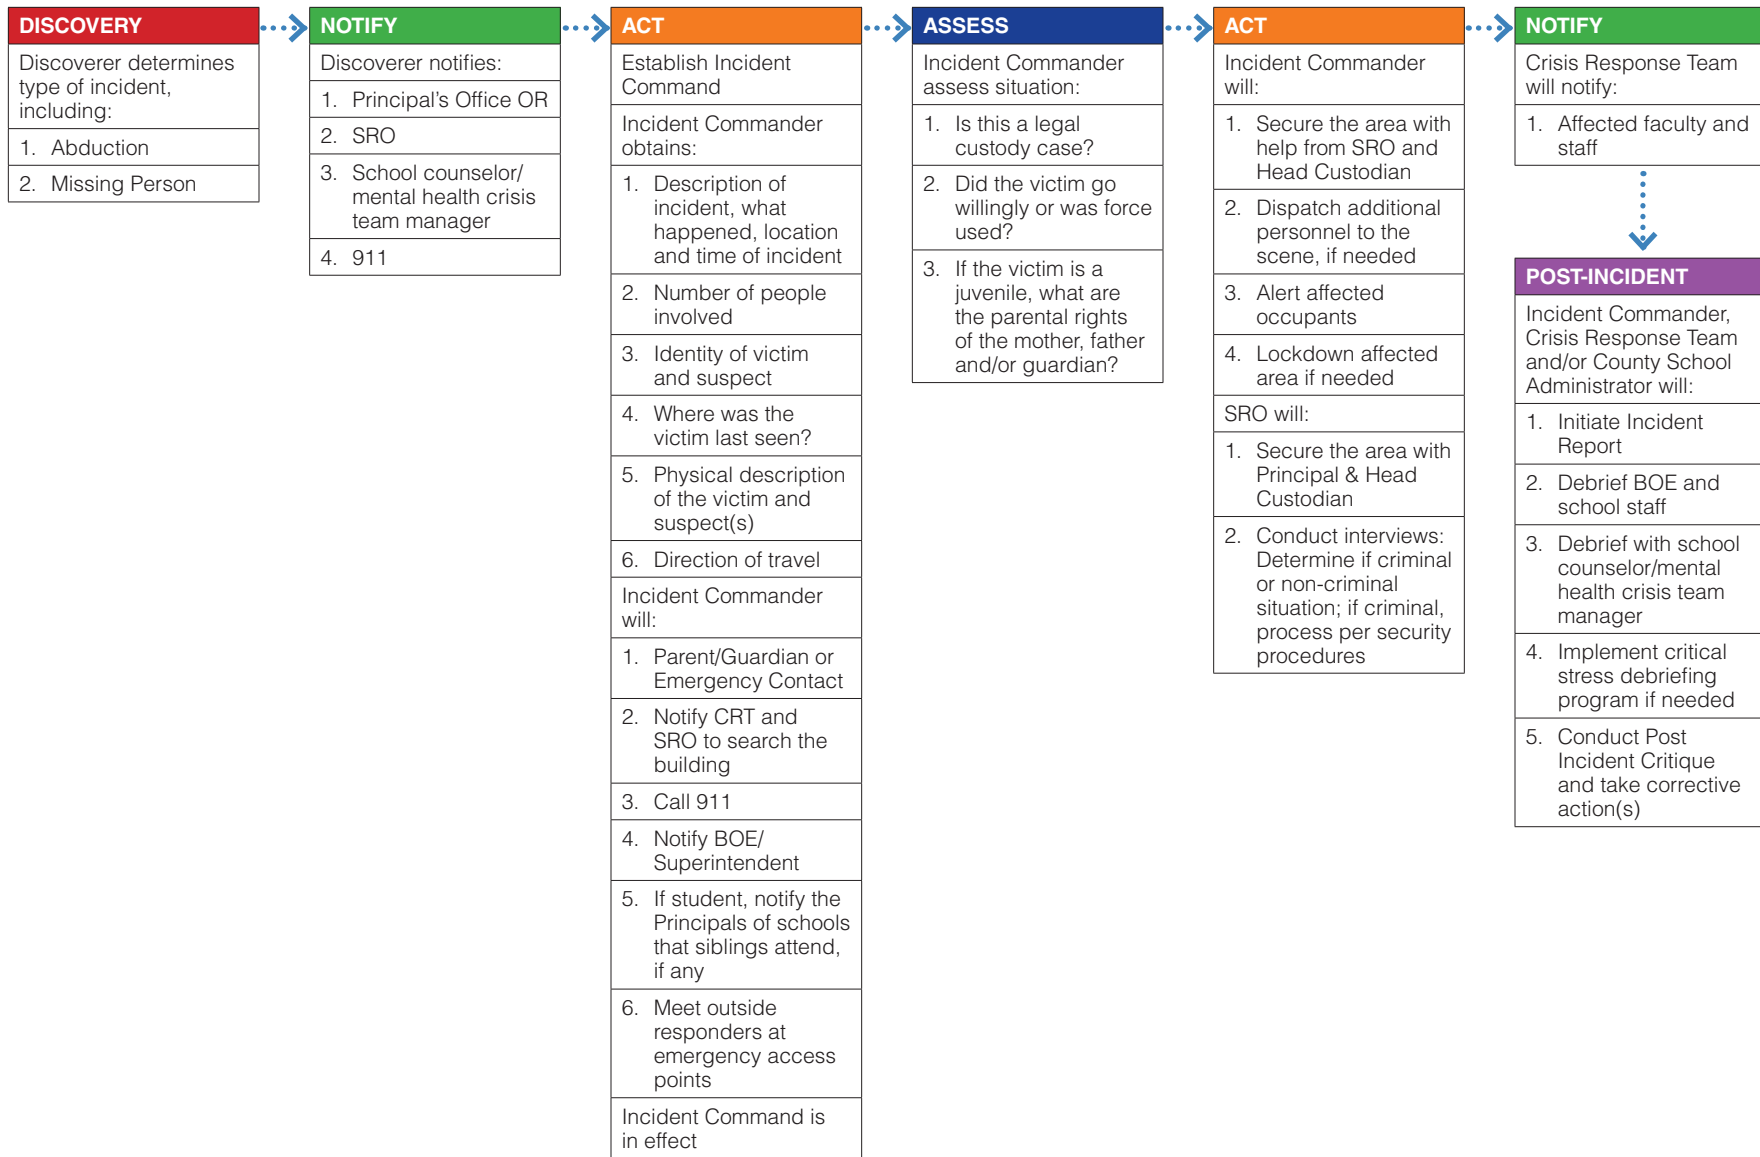 DISCOVERY
Discoverer determines
type of incident,
including:
1. Abduction
2. Missing Person
NOTIFY
Discoverer notifies:
1. Principal's Office OR
2. SRO
3. School counselor/
mental health crisis
team manager
4. 911
ACT
Establish Incident
Command
Incident Commander
obtains:
1. Description of
incident, what
happened, location
and time of incident
2. Number of people
involved
3. Identity of victim
and suspect
4. Where was the
victim last seen?
5. Physical description
of the victim and
suspect(s)
6. Direction of travel
Incident Commander
will:
1. Parent/Guardian or
Emergency Contact
2. Notify CRT and
SRO to search the
building
3. Call 911
4. Notify BOE/
Superintendent
5. If student, notify the
Principals of schools
that siblings attend,
if any
6. Meet outside
responders at
emergency access
points
Incident Command is
in effect
ASSESS
Incident Commander
assess situation:
1. Is this a legal
custody case?
2. Did the victim go
willingly or was force
used?
3. If the victim is a
juvenile, what are
the parental rights
of the mother, father
and/or guardian?
ACT
Incident Commander
will:
1. Secure the area with
help from SRO and
Head Custodian
2. Dispatch additional
personnel to the
scene, if needed
3. Alert affected
occupants
4. Lockdown affected
area if needed
SRO will:
1. Secure the area with
Principal & Head
Custodian
2. Conduct interviews:
Determine if criminal
or non-criminal
situation; if criminal,
process per security
procedures
NOTIFY
Crisis Response Team
will notify:
1. Affected faculty and
staff
POST-INCIDENT
Incident Commander,
Crisis Response Team
and/or County School
Administrator will:
1. Initiate Incident
Report
2. Debrief BOE and
school staff
3. Debrief with school
counselor/mental
health crisis team
manager
4. Implement critical
stress debriefing
program if needed
5. Conduct Post
Incident Critique
and take corrective
action(s)